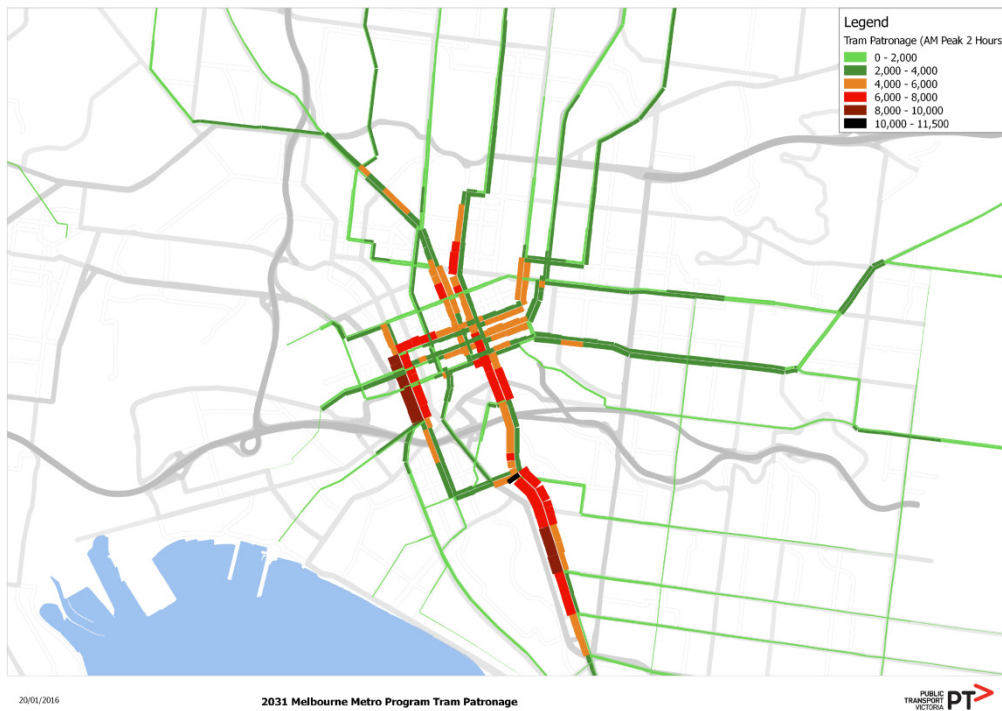 Legend
Tram Patronage (AM Peak 2 Hours
0 - 2,000
2,000 - 4,000
4,000 - 6,000
6,000 - 8,000
8,000 - 10,000
10,000 - 11,500
20/01/2016
2031 Melbourne Metro Program Tram Patronage
PUBLIC
TRANSPORT
VICTORIA
PT